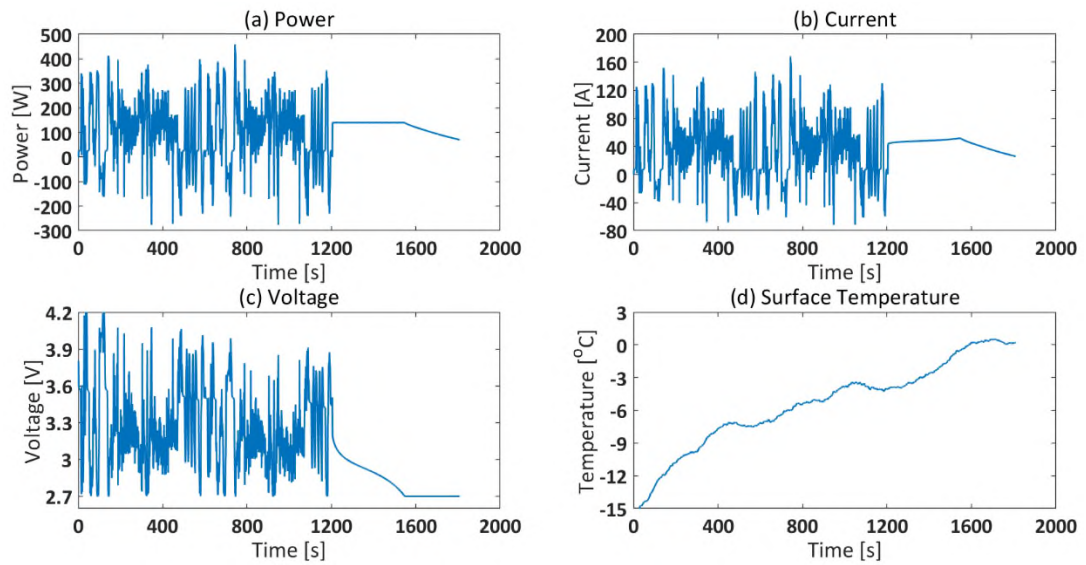 (a) Power
500
400
300
200
100
0
-100
-200
-300
Power [W]
0 400 800 1200 1600 2000
Time [s]
(b) Current
200
160
120
80
40
0
-40
-80
Current [A]
0 400 800 1200 1600 2000
Time [s]
(c) Voltage
4.2
3.9
3.6
3.3
3
2.7
Voltage [V]
0 400 800 1200 1600 2000
Time [s]
(d) Surface Temperature
3
0
-3
-6
-9
-12
-15
Temperature [°C]
0 400 800 1200 1600 2000
Time [s]